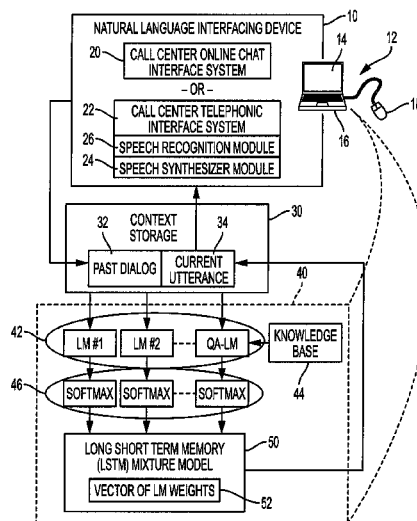 NATURAL LANGUAGE INTERFACING DEVICE
10
20
CALL CENTER ONLINE CHAT
INTERFACE SYSTEM
– OR –
22
CALL CENTER TELEPHONIC
INTERFACE SYSTEM
26
SPEECH RECOGNITION MODULE
24
SPEECH SYNTHESIZER MODULE
14
12
16
18
30
32
CONTEXT
STORAGE
34
PAST DIALOG
CURRENT
UTTERANCE
40
42
LM #1
LM #2
QA-LM
KNOWLEDGE
BASE
44
46
SOFTMAX
SOFTMAX
SOFTMAX
50
LONG SHORT TERM MEMORY
(LSTM) MIXTURE MODEL
VECTOR OF LM WEIGHTS
52